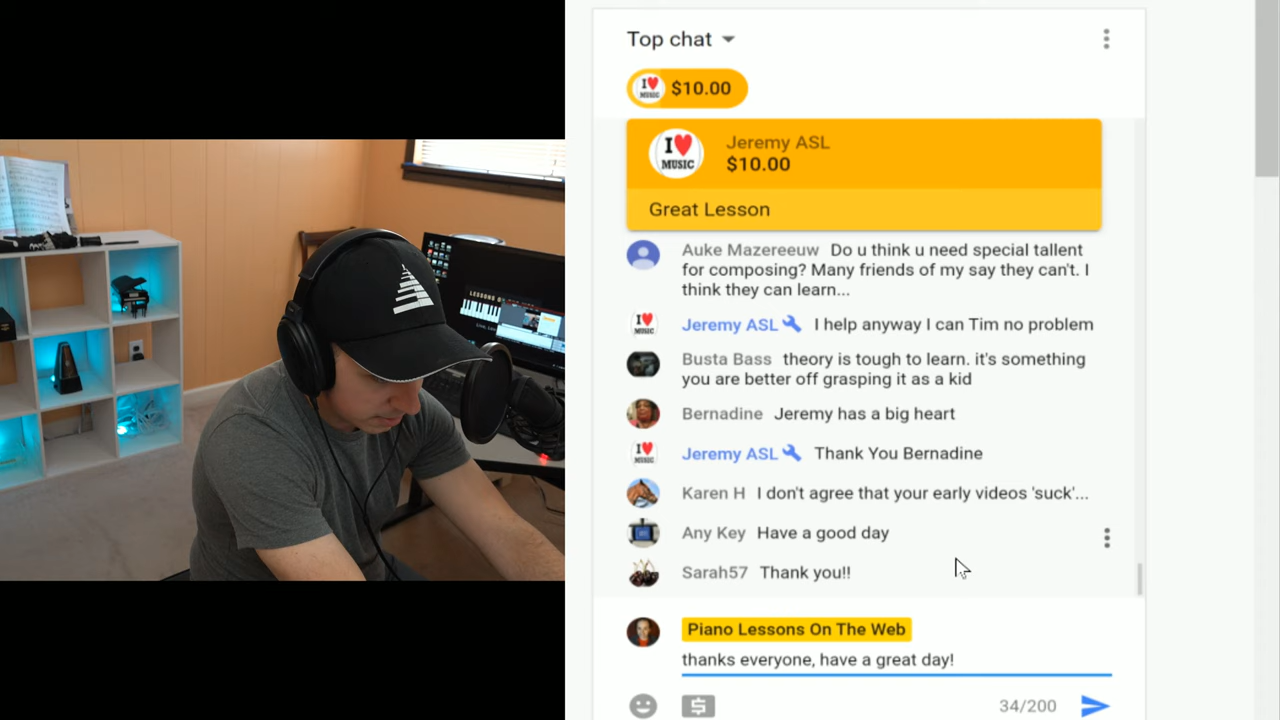 Top chat
$10.00
I ♥ MUSIC
Jeremy ASL
$10.00
Great Lesson
Auke Mazereeuw Do u think u need special tallent
for composing? Many friends of my say they can't. I
think they can learn...
Jeremy ASL I help anyway I can Tim no problem
Busta Bass theory is tough to learn. it's something
you are better off grasping it as a kid
Bernadine Jeremy has a big heart
Jeremy ASL Thank You Bernadine
Karen H I don't agree that your early videos 'suck'...
Any Key Have a good day
Sarah57 Thank you!!
Piano Lessons On The Web
thanks everyone, have a great day!
34/200
LESSONS ON